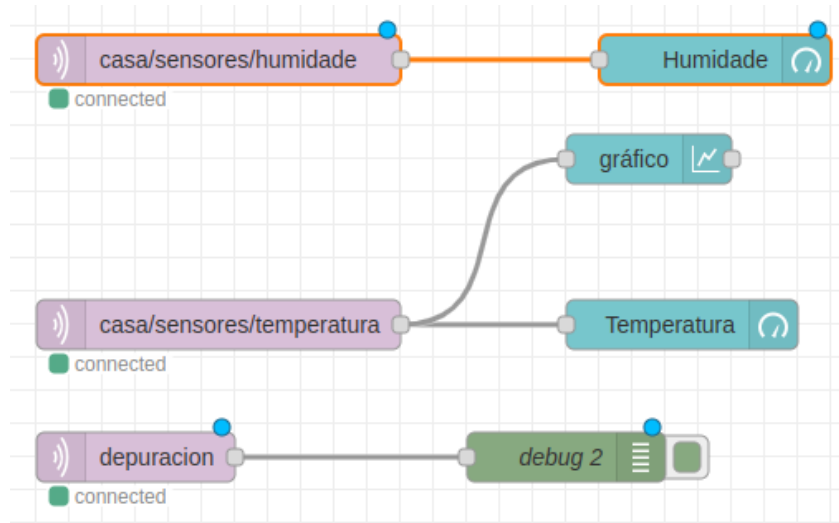 casa/sensores/humidade
Humidade
connected
gráfico
casa/sensores/temperatura
Temperatura
connected
depuracion
debug 2
connected